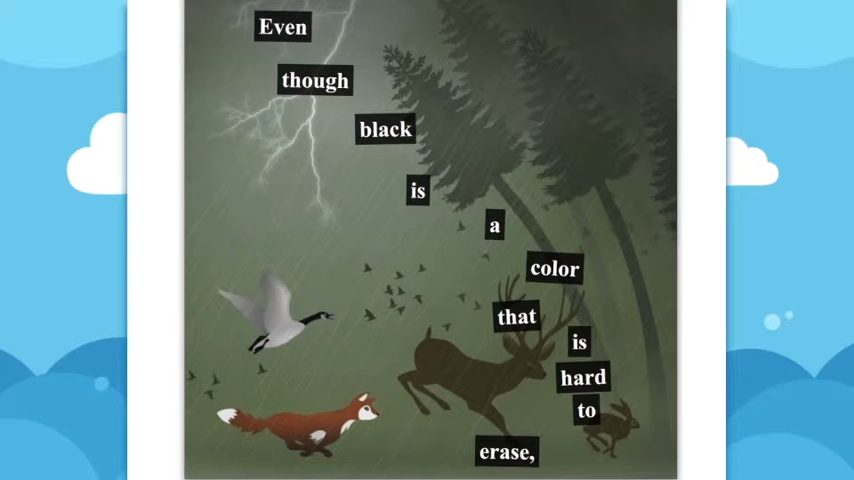 Even
though
black
is
a
color
that
is
hard
to
erase,